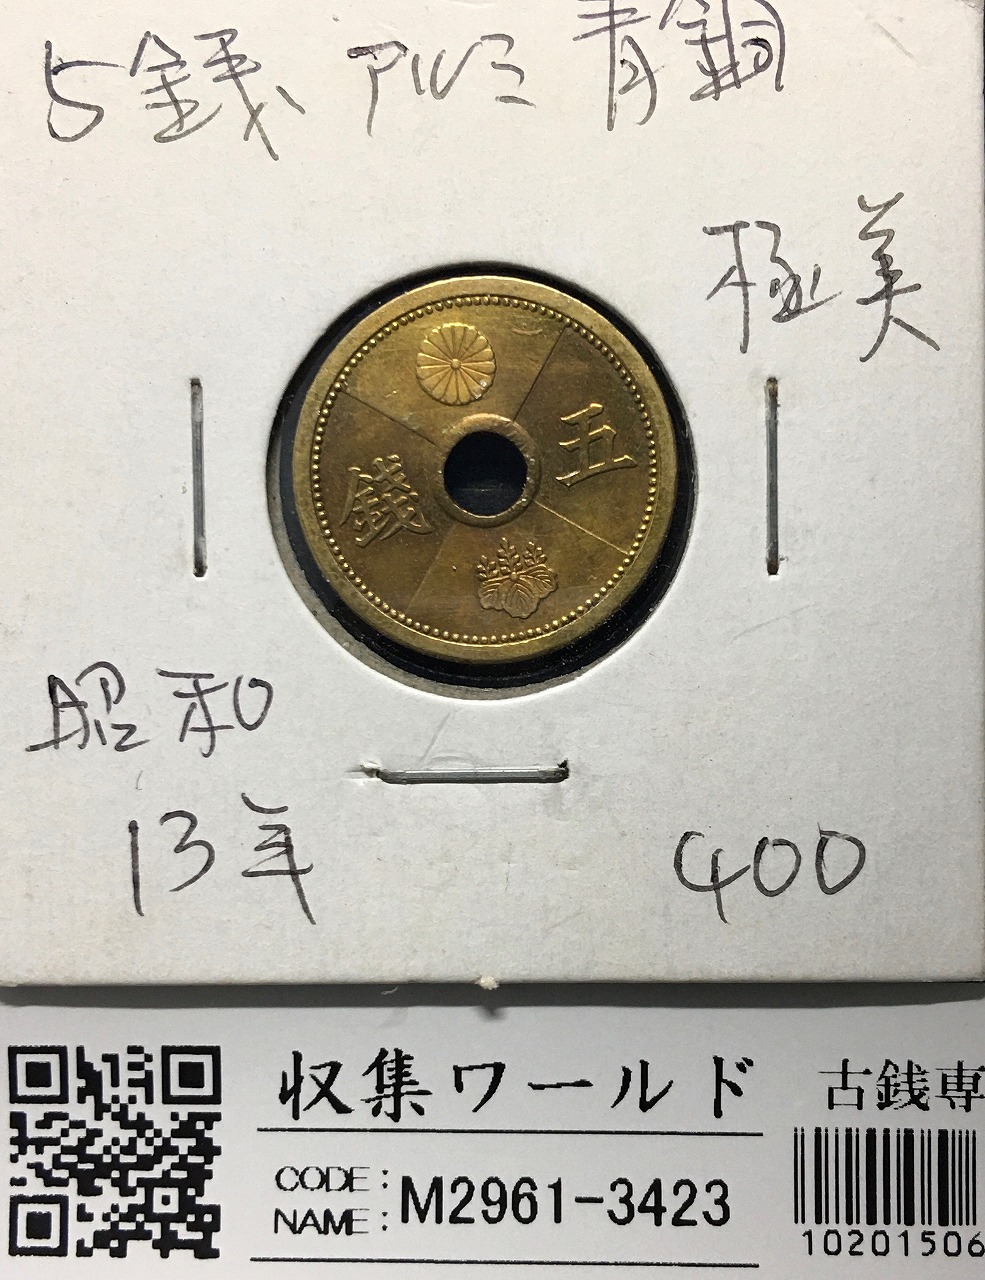 5銭 アルミ青銅
極美
五
銭
昭和
13年
400
収集ワールド
古銭専
CODE:
NAME:
M2961-3423
10201506